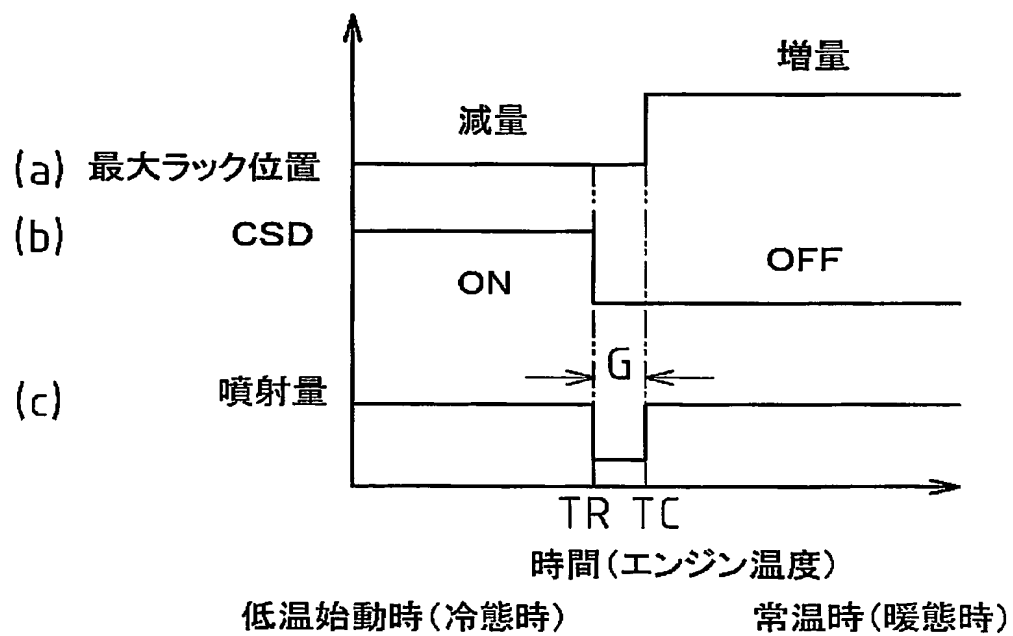 増量
減量
(a) 最大ラック位置
(b) CSD
OFF
ON
G
(c) 噴射量
TR TC
時間(エンジン温度)
低温始動時(冷態時) 常温時(暖態時)